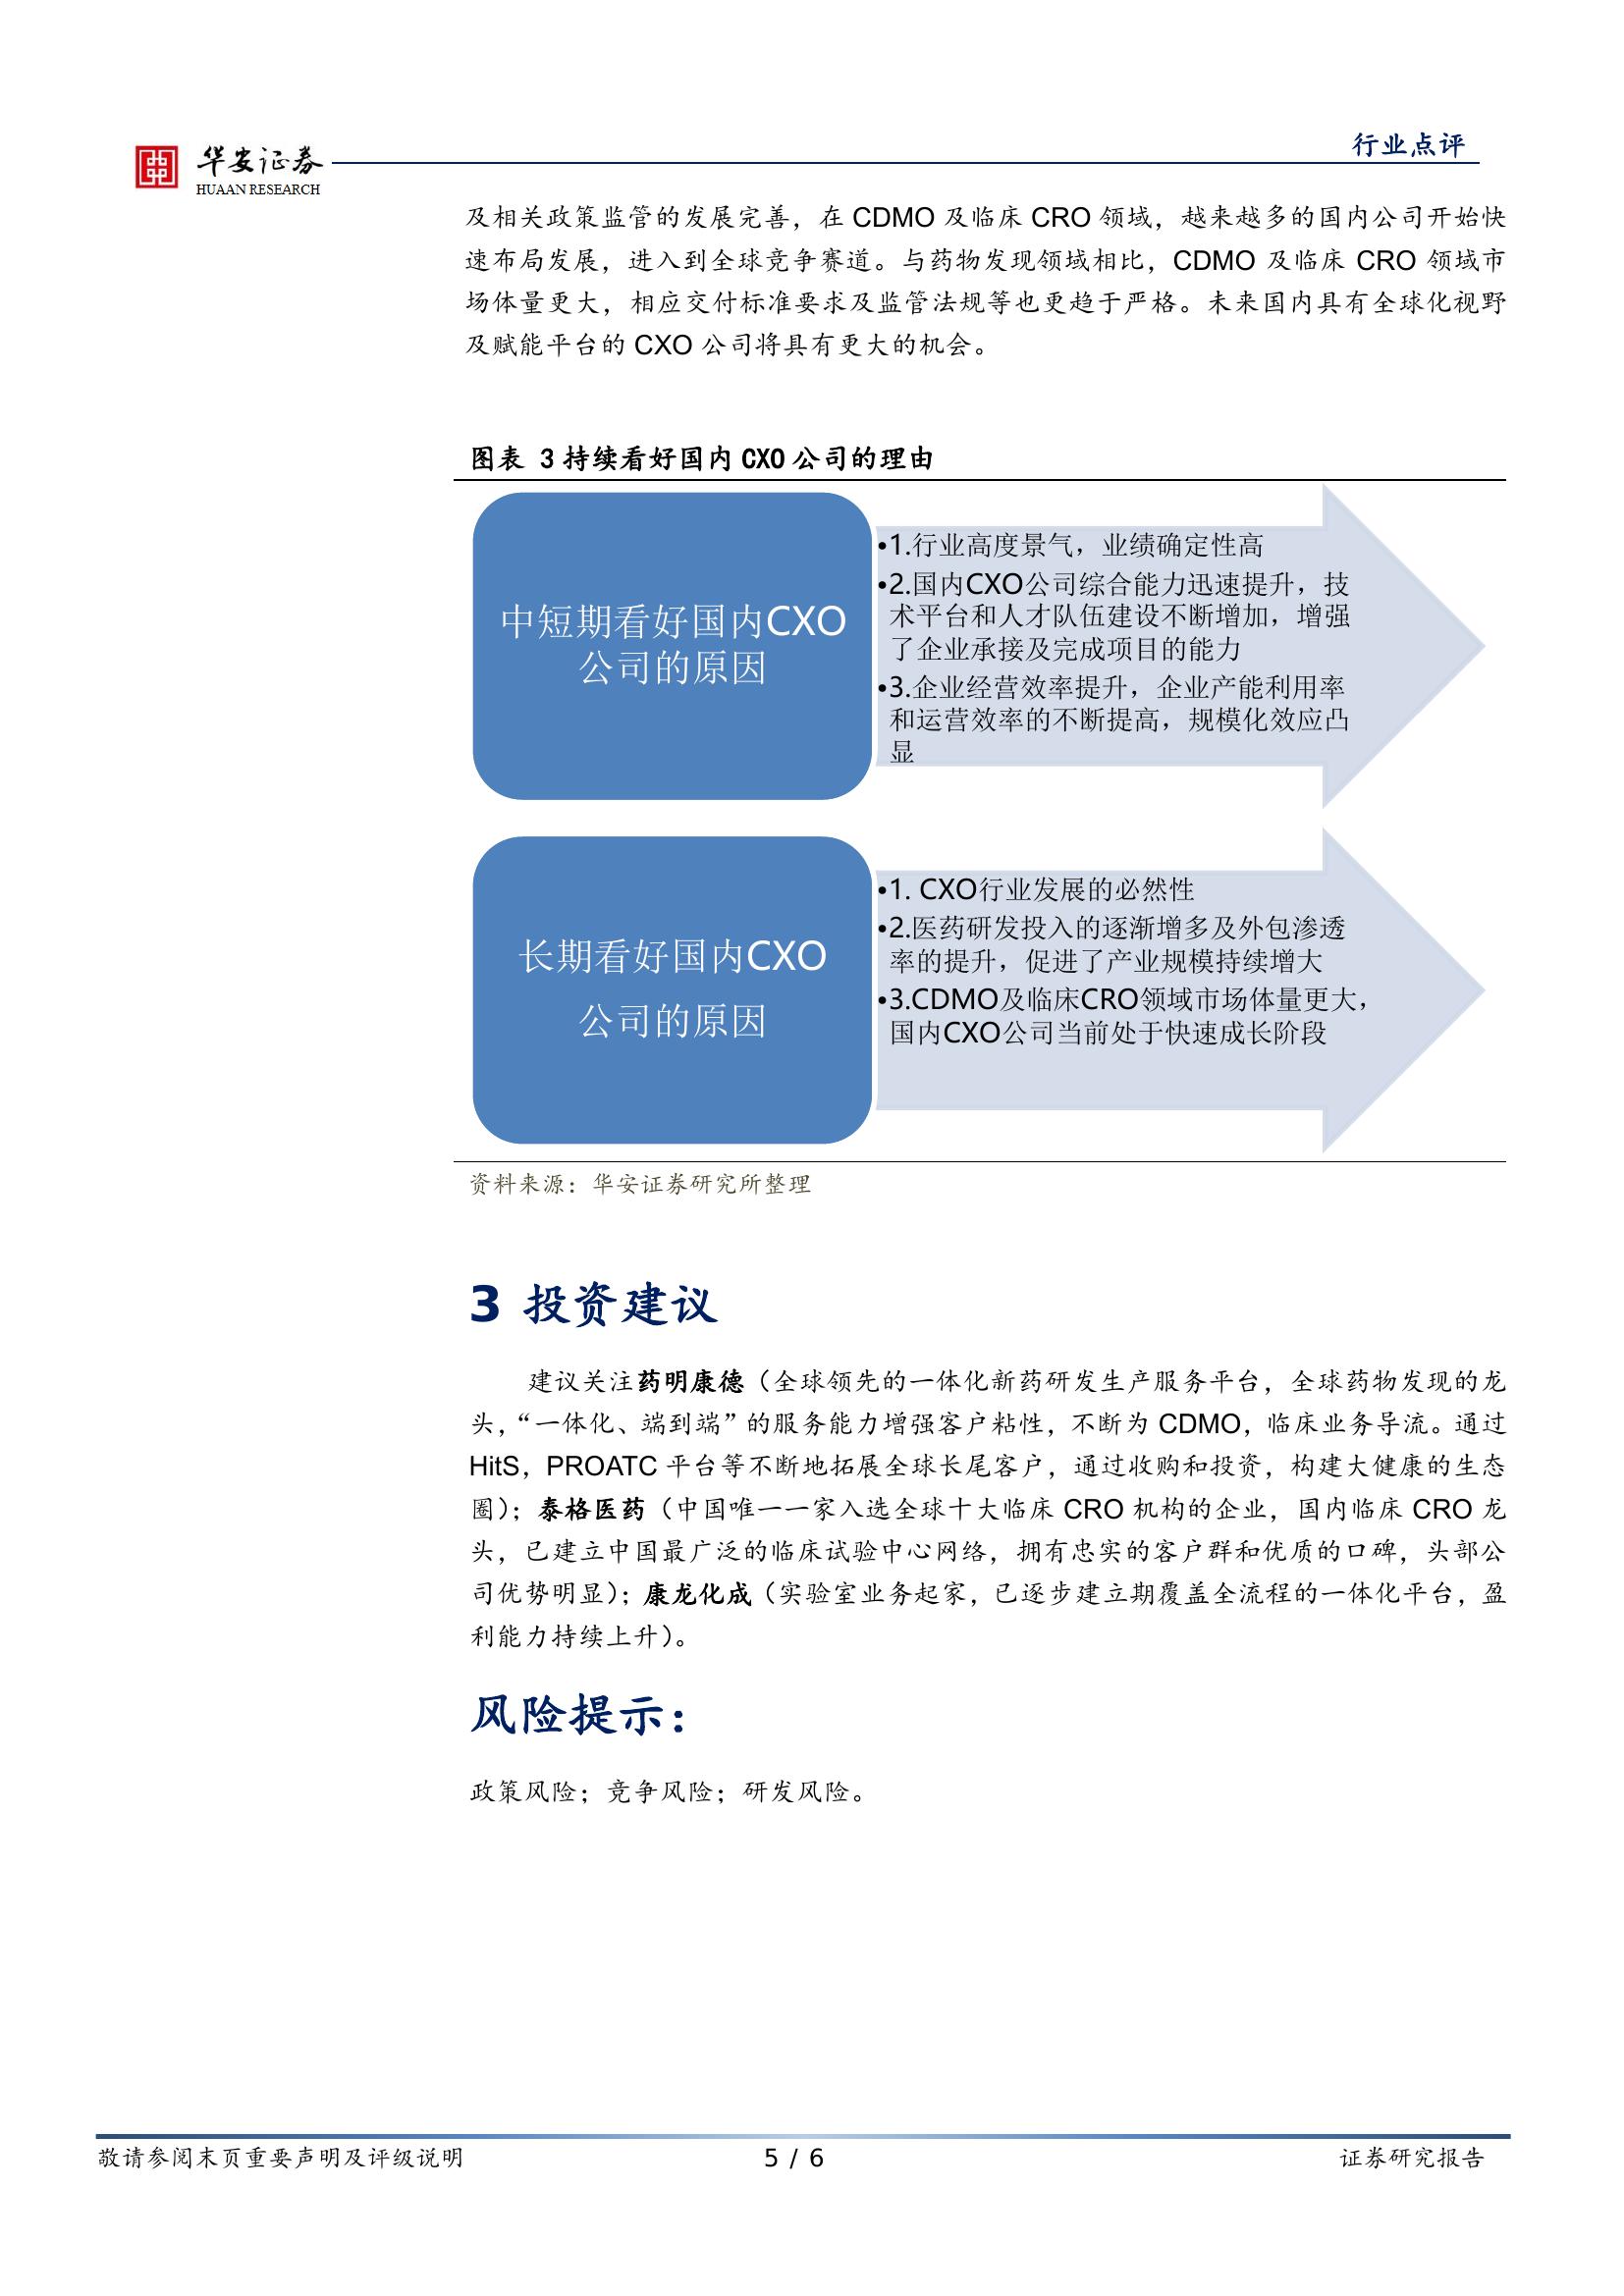 华安证券
HUAAN RESEARCH
行业点评
及相关政策监管的发展完善，在 CDMO 及临床 CRO 领域，越来越多的国内公司开始快
速布局发展，进入到全球竞争赛道。与药物发现领域相比，CDMO 及临床 CRO 领域市
场体量更大，相应交付标准要求及监管法规等也更趋于严格。未来国内具有全球化视野
及赋能平台的 CXO 公司将具有更大的机会。
图表 3 持续看好国内 CXO 公司的理由
中短期看好国内CXO
公司的原因
•1.行业高度景气，业绩确定性高
•2.国内CXO公司综合能力迅速提升，技
术平台和人才队伍建设不断增加，增强
了企业承接及完成项目的能力
•3.企业经营效率提升，企业产能利用率
和运营效率的不断提高，规模化效应凸
显
长期看好国内CXO
公司的原因
•1. CXO行业发展的必然性
•2.医药研发投入的逐渐增多及外包渗透
率的提升，促进了产业规模持续增大
•3.CDMO及临床CRO领域市场体量更大，
国内CXO公司当前处于快速成长阶段
资料来源：华安证券研究所整理
3 投资建议
建议关注药明康德（全球领先的一体化新药研发生产服务平台，全球药物发现的龙
头，“一体化、端到端”的服务能力增强客户粘性，不断为 CDMO，临床业务导流。通过
HitS，PROATC 平台等不断地拓展全球长尾客户，通过收购和投资，构建大健康的生态
圈）；泰格医药（中国唯一一家入选全球十大临床 CRO 机构的企业，国内临床 CRO 龙
头，已建立中国最广泛的临床试验中心网络，拥有忠实的客户群和优质的口碑，头部公
司优势明显）；康龙化成（实验室业务起家，已逐步建立期覆盖全流程的一体化平台，盈
利能力持续上升）。
风险提示：
政策风险；竞争风险；研发风险。
敬请参阅末页重要声明及评级说明
5 / 6
证券研究报告